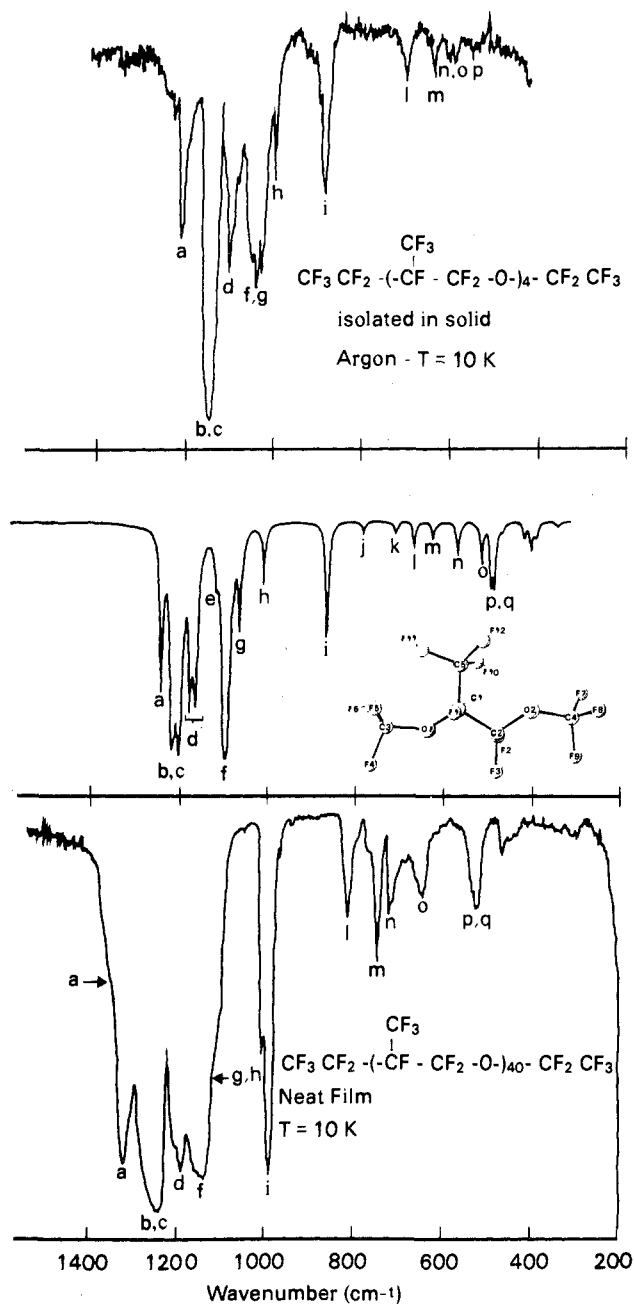 a
b,c
d
f,g
h
i
l
m
n,o p
CF₃
CF₃ CF₂ -(-CF - CF₂ -O-)₄- CF₂ CF₃
isolated in solid
Argon - T = 10 K
a
b,c
d
e
f
g
h
i
j
k
l
m
n
o
p,q
F12
F10
C5
C1
F6
F5
C3
F4
C2
F2
F3
O2
C4
F7
F8
F9
a
a
b,c
d
f
g,h
i
l
m
n
o
p,q
CF₃
CF₃ CF₂ -(-CF - CF₂ -O-)₄₀- CF₂ CF₃
Neat Film
T = 10 K
1400 1200 1000 800 600 400 200
Wavenumber (cm-¹)